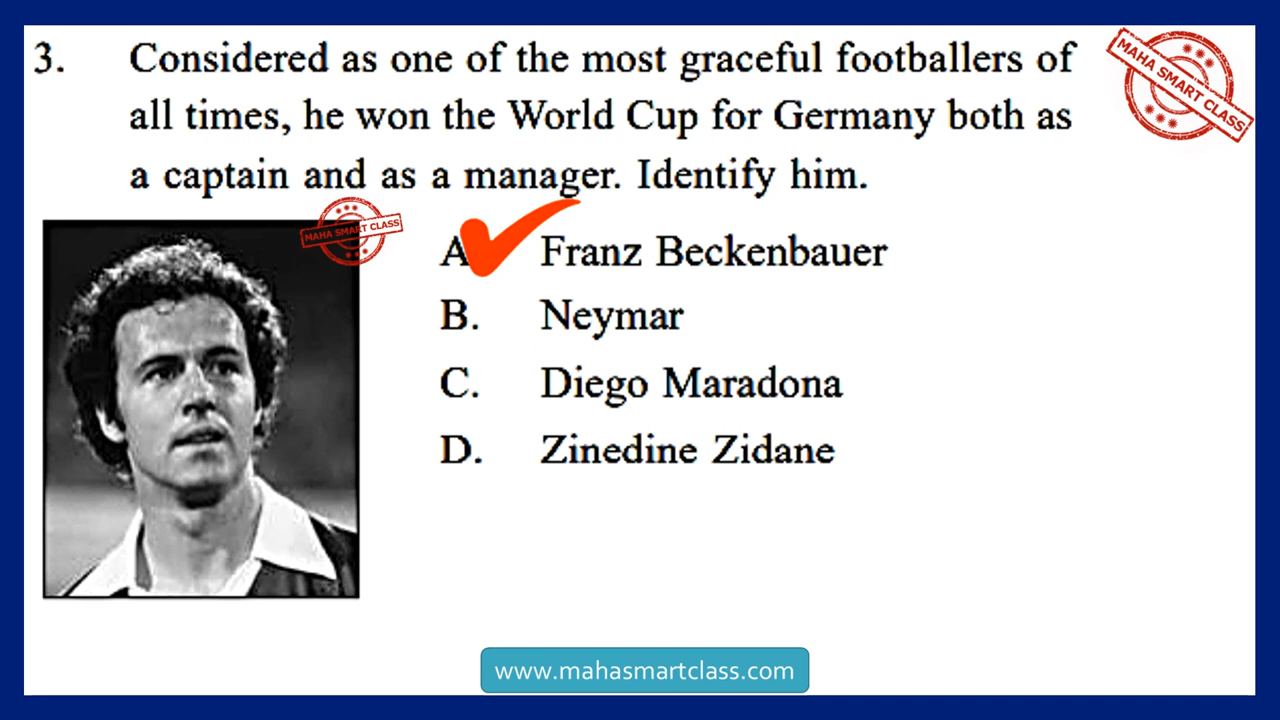 3. Considered as one of the most graceful footballers of
all times, he won the World Cup for Germany both as
a captain and as a manager. Identify him.
MAHA SMART CLASS
MAHA SMART CLASS
A Franz Beckenbauer
B. Neymar
C. Diego Maradona
D. Zinedine Zidane
www.mahasmartclass.com